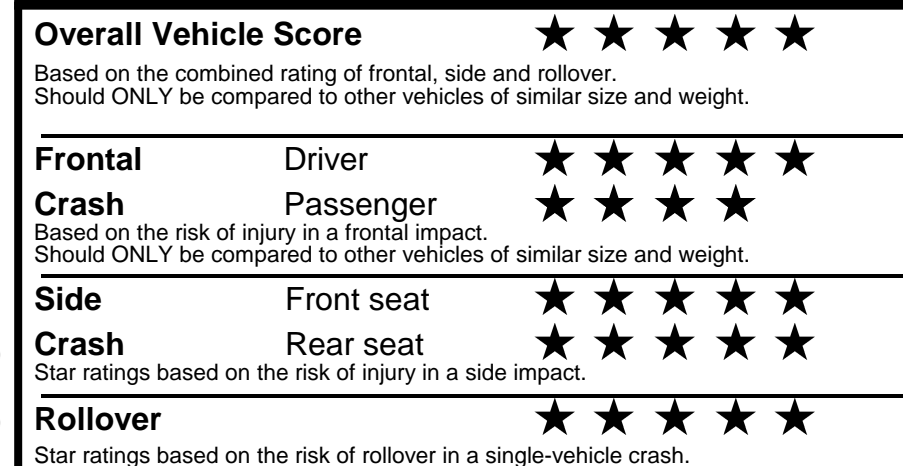 Overall Vehicle Score ★ ★ ★ ★ ★
Based on the combined rating of frontal, side and rollover.
Should ONLY be compared to other vehicles of similar size and weight.
Frontal Driver ★ ★ ★ ★ ★
Crash Passenger ★ ★ ★ ★
Based on the risk of injury in a frontal impact.
Should ONLY be compared to other vehicles of similar size and weight.
Side Front seat ★ ★ ★ ★ ★
Crash Rear seat ★ ★ ★ ★ ★
Star ratings based on the risk of injury in a side impact.
Rollover ★ ★ ★ ★ ★
Star ratings based on the risk of rollover in a single-vehicle crash.